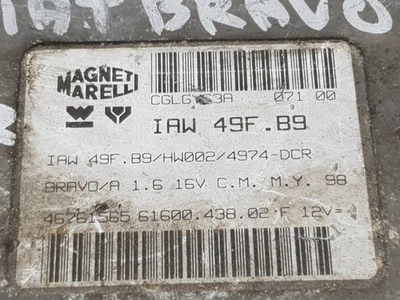 FIAT BRAVO
MAGNETI
MARELLI
071 00
IAW 49F.B9
IAW 49F.B9/HW002/4974-DCR
BRAVO/A 1.6 16V C.M. M.Y. 98
46761565 61600.438.02 F 12V=